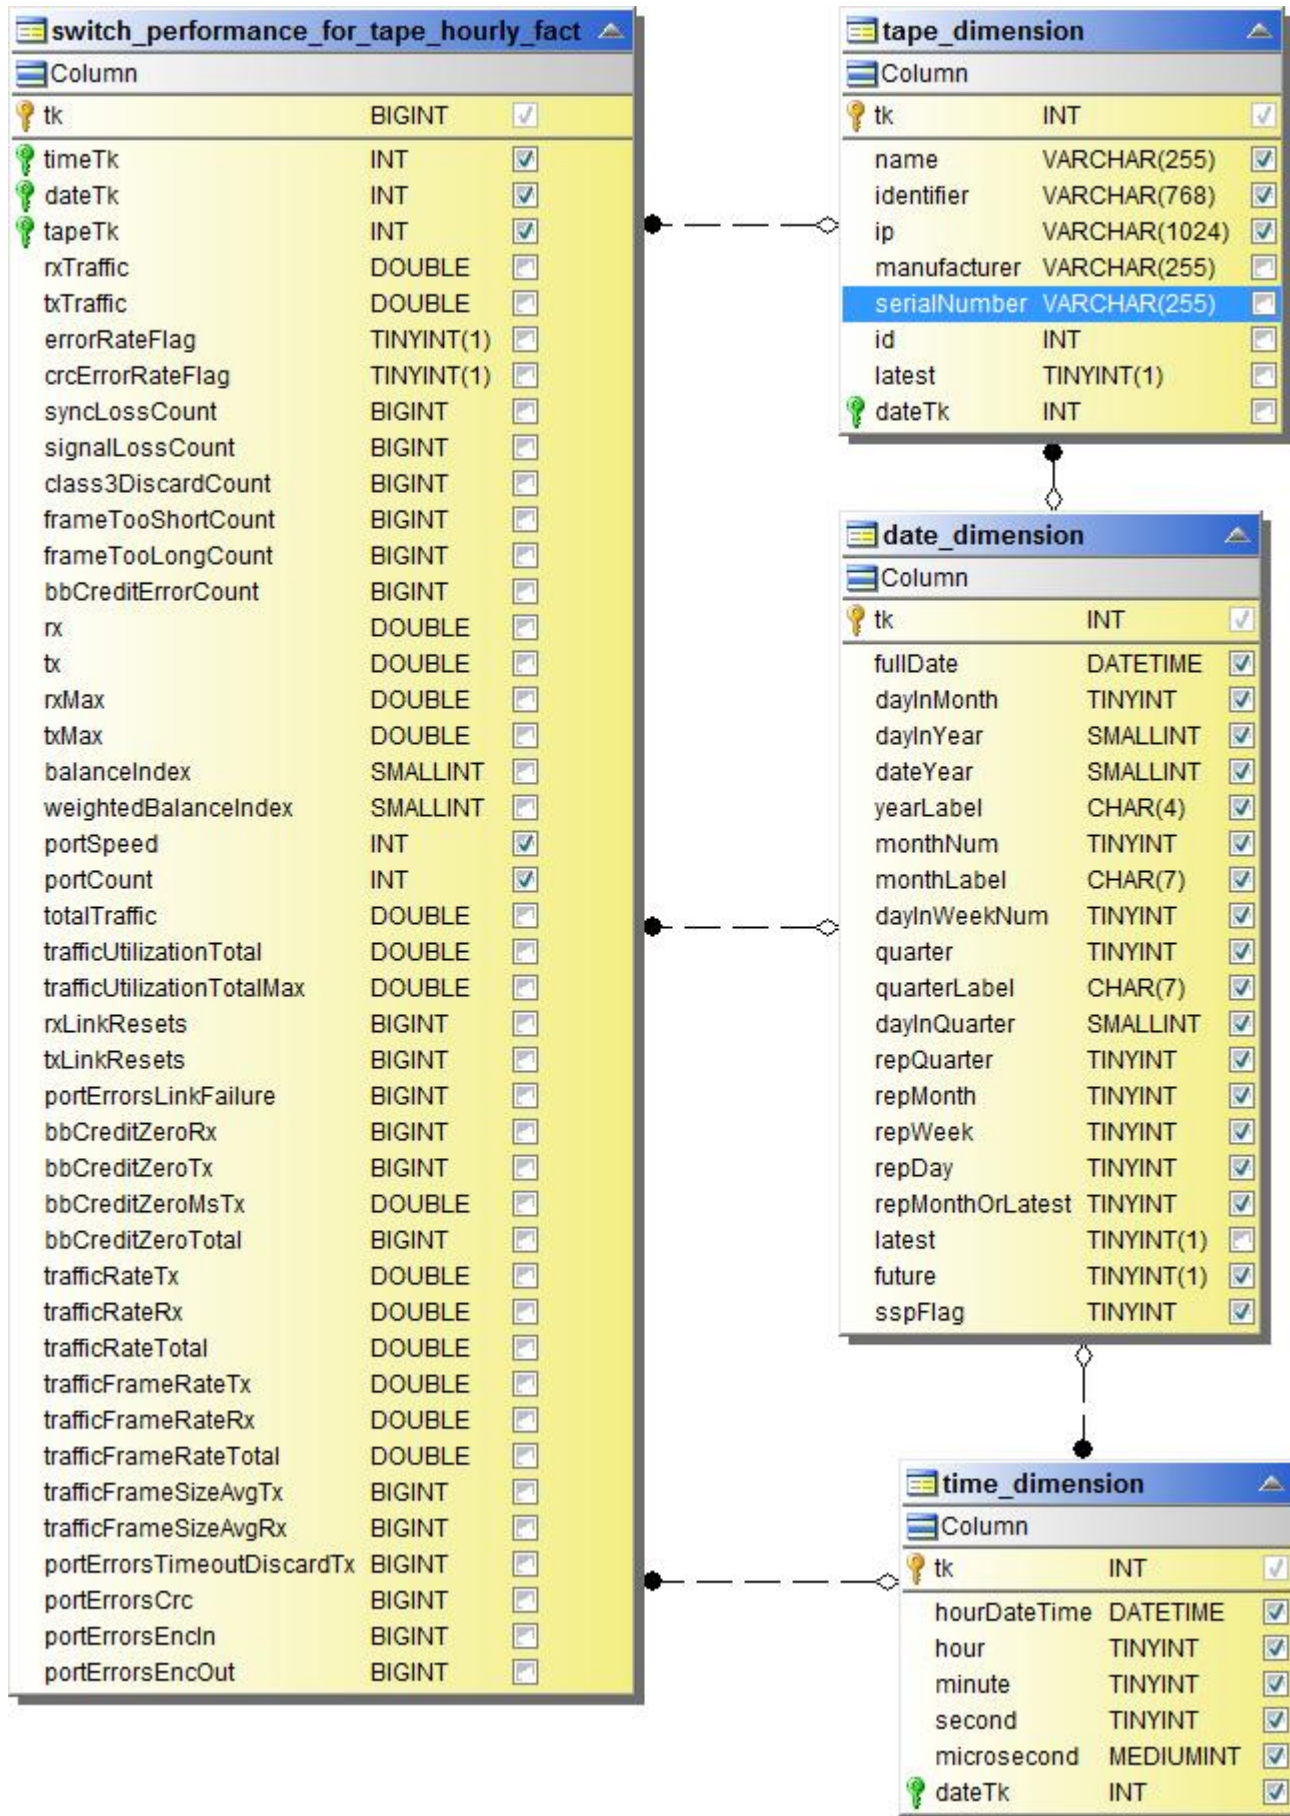 switch_performance_for_tape_hourly_fact
Column
tk BIGINT
timeTk INT
dateTk INT
tapeTk INT
rxTraffic DOUBLE
txTraffic DOUBLE
errorRateFlag TINYINT(1)
crcErrorRateFlag TINYINT(1)
syncLossCount BIGINT
signalLossCount BIGINT
class3DiscardCount BIGINT
frameTooShortCount BIGINT
frameTooLongCount BIGINT
bbCreditErrorCount BIGINT
rx DOUBLE
tx DOUBLE
rxMax DOUBLE
txMax DOUBLE
balanceIndex SMALLINT
weightedBalanceIndex SMALLINT
portSpeed INT
portCount INT
totalTraffic DOUBLE
trafficUtilizationTotal DOUBLE
trafficUtilizationTotalMax DOUBLE
rxLinkResets BIGINT
txLinkResets BIGINT
portErrorsLinkFailure BIGINT
bbCreditZeroRx BIGINT
bbCreditZeroTx BIGINT
bbCreditZeroMsTx DOUBLE
bbCreditZeroTotal BIGINT
trafficRateTx DOUBLE
trafficRateRx DOUBLE
trafficRateTotal DOUBLE
trafficFrameRateTx DOUBLE
trafficFrameRateRx DOUBLE
trafficFrameRateTotal DOUBLE
trafficFrameSizeAvgTx BIGINT
trafficFrameSizeAvgRx BIGINT
portErrorsTimeoutDiscardTx BIGINT
portErrorsCrc BIGINT
portErrorsEncIn BIGINT
portErrorsEncOut BIGINT
tape_dimension
Column
tk INT
name VARCHAR(255)
identifier VARCHAR(768)
ip VARCHAR(1024)
manufacturer VARCHAR(255)
serialNumber VARCHAR(255)
id INT
latest TINYINT(1)
dateTk INT
date_dimension
Column
tk INT
fullDate DATETIME
dayInMonth TINYINT
dayInYear SMALLINT
dateYear SMALLINT
yearLabel CHAR(4)
monthNum TINYINT
monthLabel CHAR(7)
dayInWeekNum TINYINT
quarter TINYINT
quarterLabel CHAR(7)
dayInQuarter SMALLINT
repQuarter TINYINT
repMonth TINYINT
repWeek TINYINT
repDay TINYINT
repMonthOrLatest TINYINT
latest TINYINT(1)
future TINYINT(1)
sspFlag TINYINT
time_dimension
Column
tk INT
hourDateTime DATETIME
hour TINYINT
minute TINYINT
second TINYINT
microsecond MEDIUMINT
dateTk INT